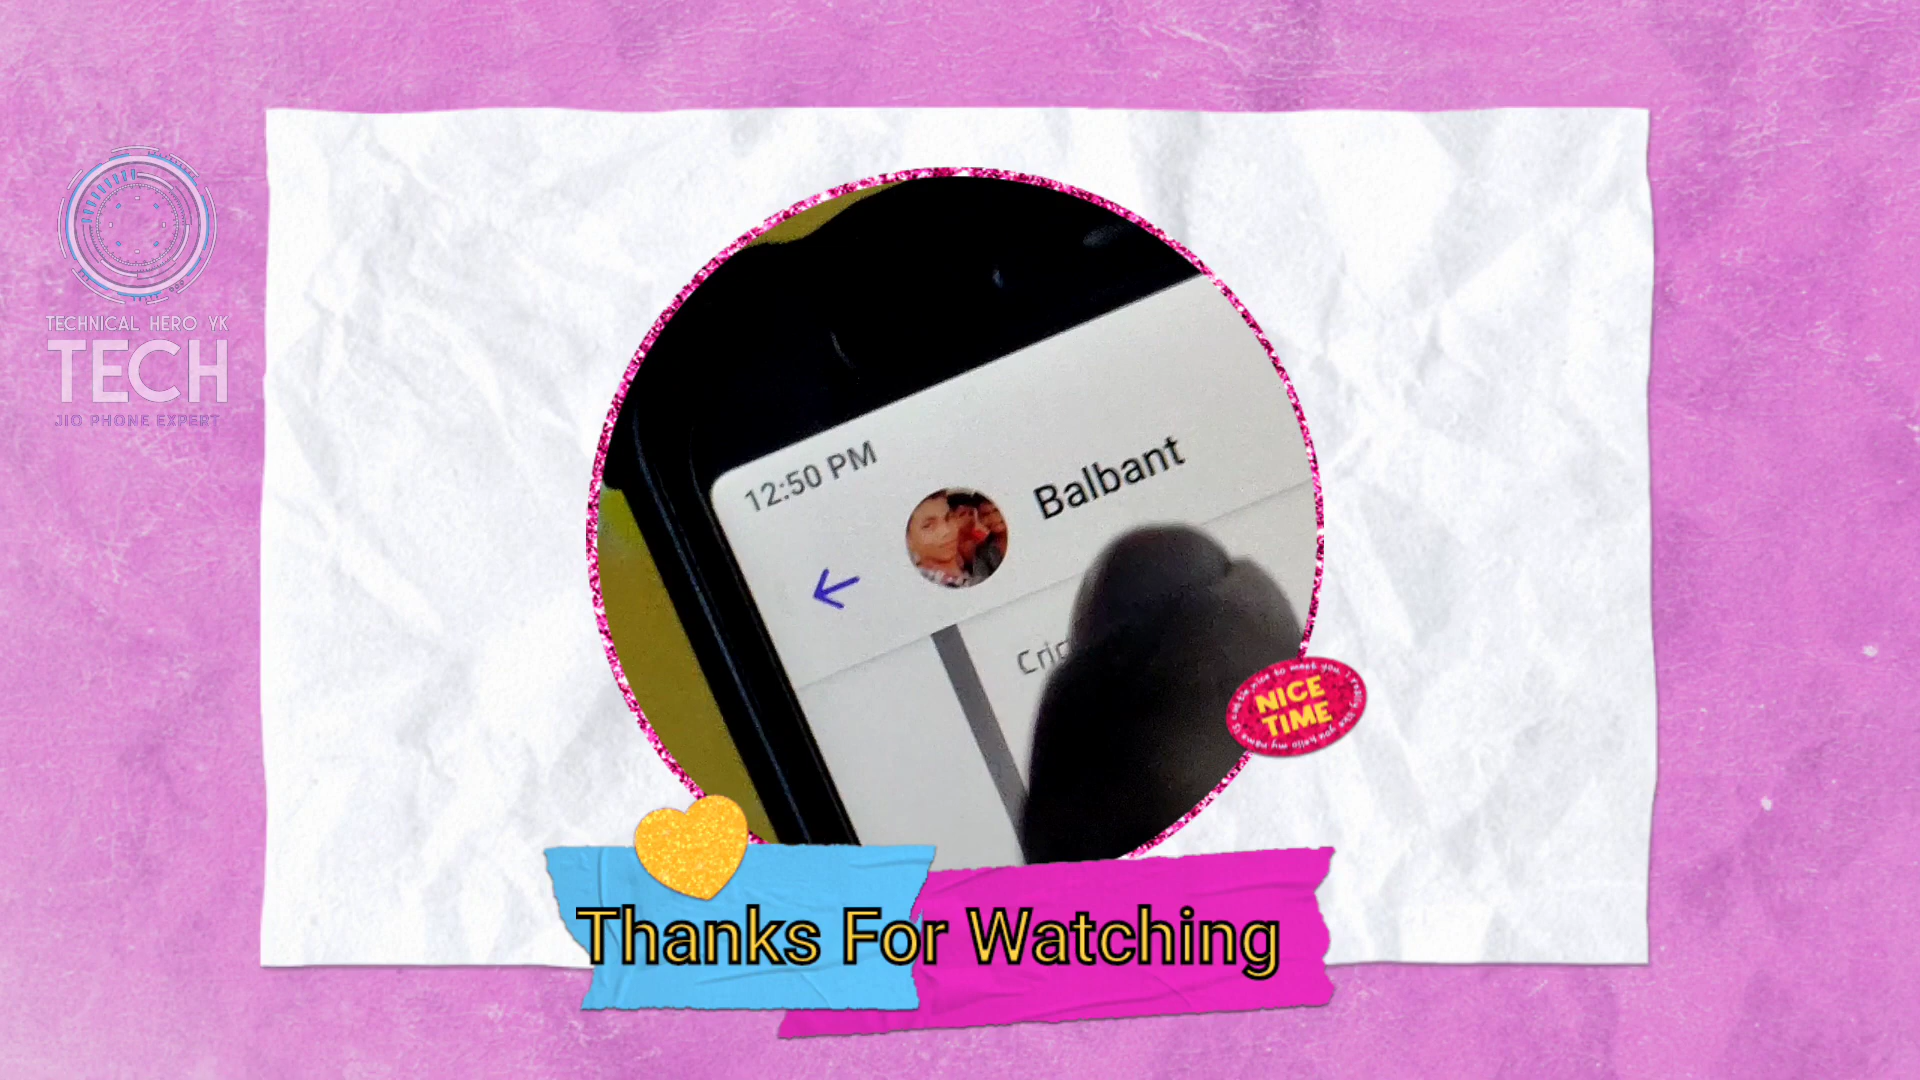 TECHNICAL HERO YK
TECH
JIO PHONE EXPERT
12:50 PM
Balbant
NICE
TIME
Thanks For Watching